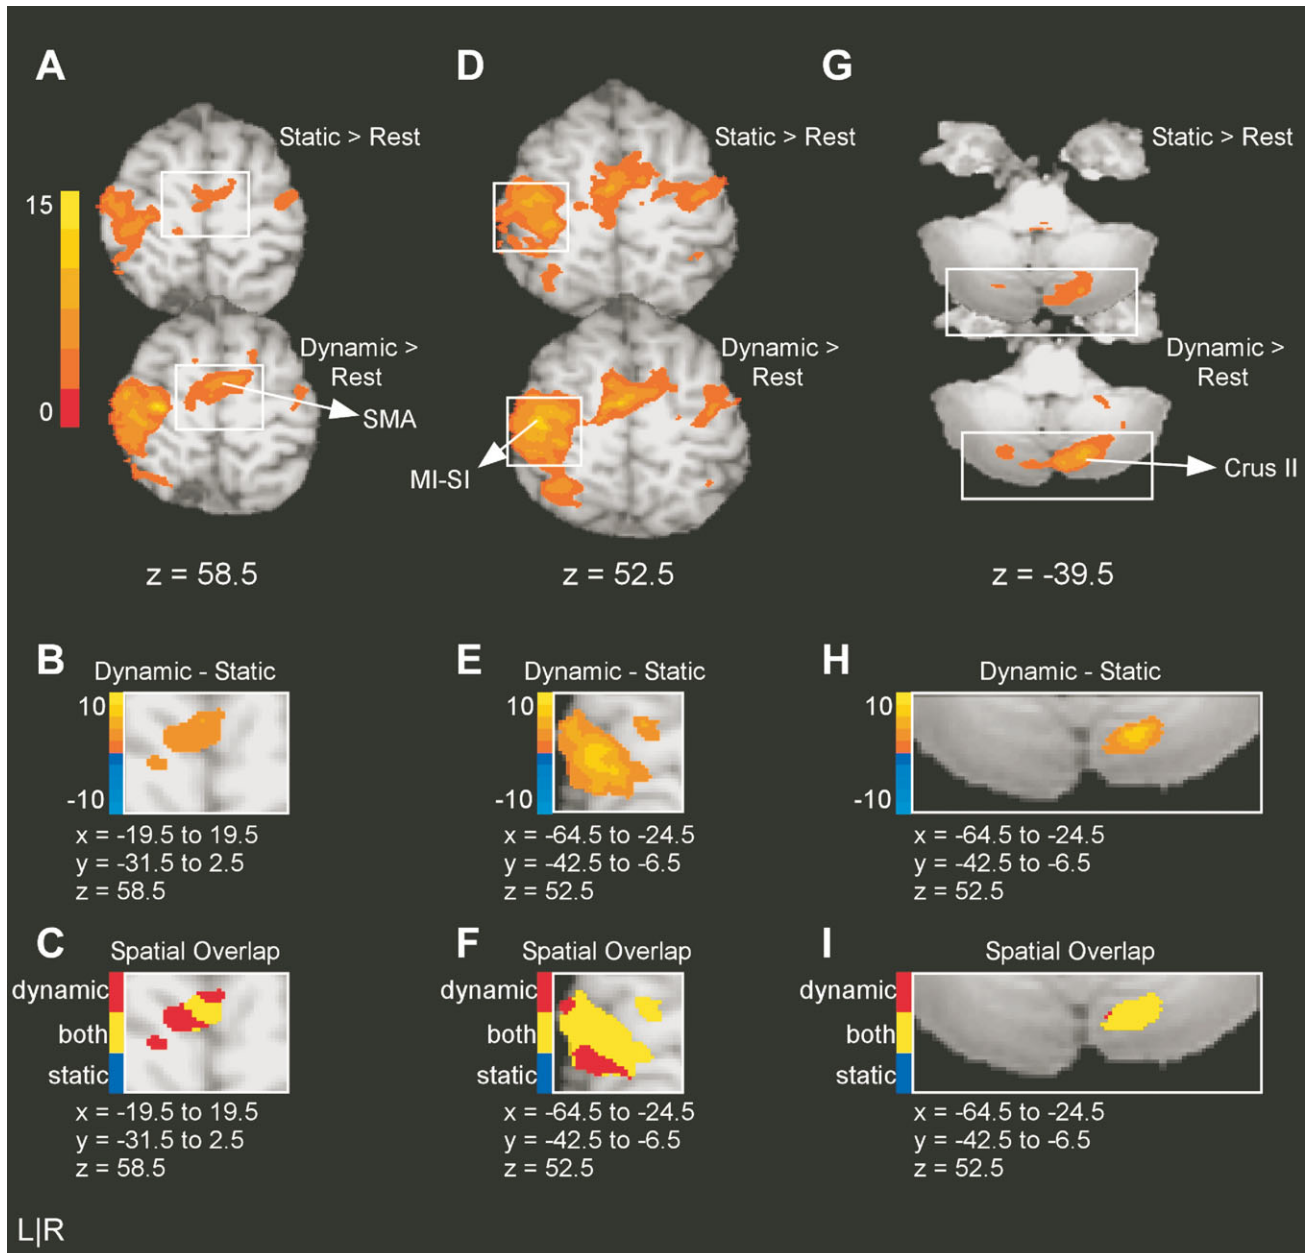 A
Static > Rest
15
0
Dynamic >
Rest
SMA
z = 58.5
D
Static > Rest
Dynamic >
Rest
MI-SI
z = 52.5
G
Static > Rest
Dynamic >
Rest
Crus II
z = -39.5
B
Dynamic - Static
10
-10
x = -19.5 to 19.5
y = -31.5 to 2.5
z = 58.5
E
Dynamic - Static
10
-10
x = -64.5 to -24.5
y = -42.5 to -6.5
z = 52.5
H
Dynamic - Static
10
-10
x = -64.5 to -24.5
y = -42.5 to -6.5
z = 52.5
C
Spatial Overlap
dynamic
both
static
x = -19.5 to 19.5
y = -31.5 to 2.5
z = 58.5
F
Spatial Overlap
dynamic
both
static
x = -64.5 to -24.5
y = -42.5 to -6.5
z = 52.5
I
Spatial Overlap
dynamic
both
static
x = -64.5 to -24.5
y = -42.5 to -6.5
z = 52.5
L|R